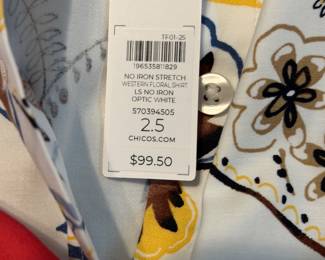 TF01-25
196535811829
NO IRON STRETCH
WESTERN FLORAL SHIRT
LS NO IRON
OPTIC WHITE
570394505
2.5
CHICOS.COM
$99.50